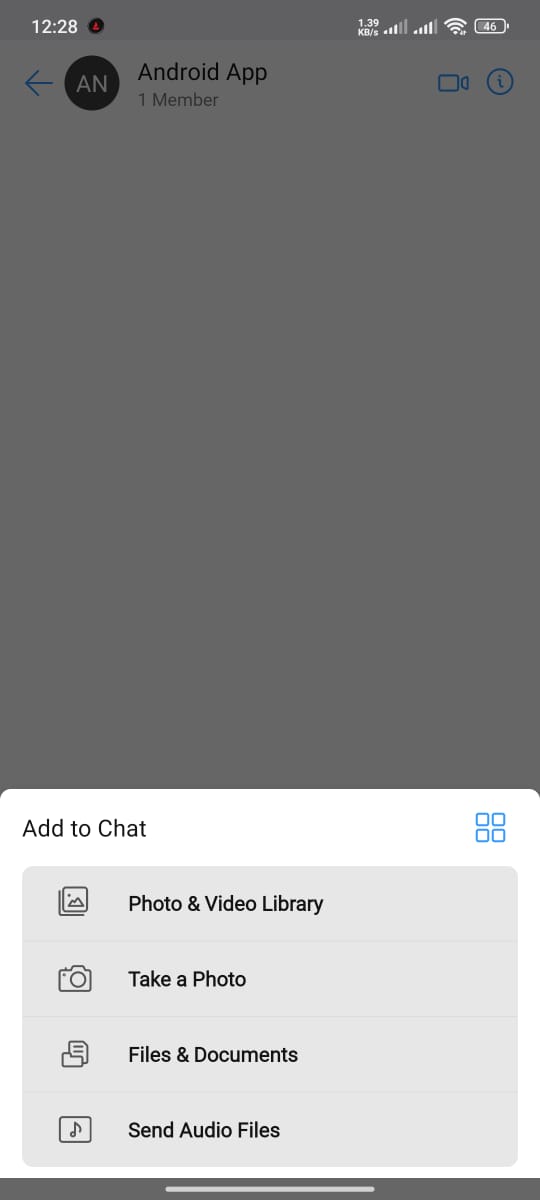 12:28
1.39
KB/s
46
AN
Android App
1 Member
Add to Chat
Photo & Video Library
Take a Photo
Files & Documents
Send Audio Files